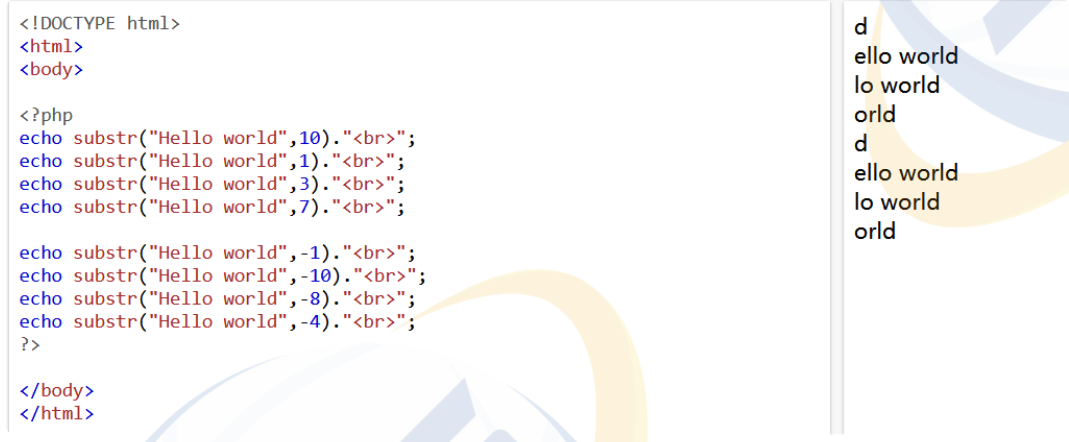 <!DOCTYPE html>
<html>
<body>
<?php
echo substr("Hello world",10)."<br>";
echo substr("Hello world",1)."<br>";
echo substr("Hello world",3)."<br>";
echo substr("Hello world",7)."<br>";
echo substr("Hello world",-1)."<br>";
echo substr("Hello world",-10)."<br>";
echo substr("Hello world",-8)."<br>";
echo substr("Hello world",-4)."<br>";
?>
</body>
</html>
d
ello world
lo world
orld
d
ello world
lo world
orld